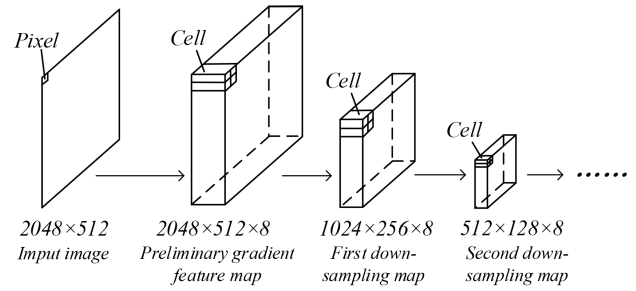 Pixel
Cell
Cell
Cell
2048×512
2048×512×8
1024×256×8
512×128×8
Imput image
Preliminary gradient
feature map
First down-
sampling map
Second down-
sampling map
......